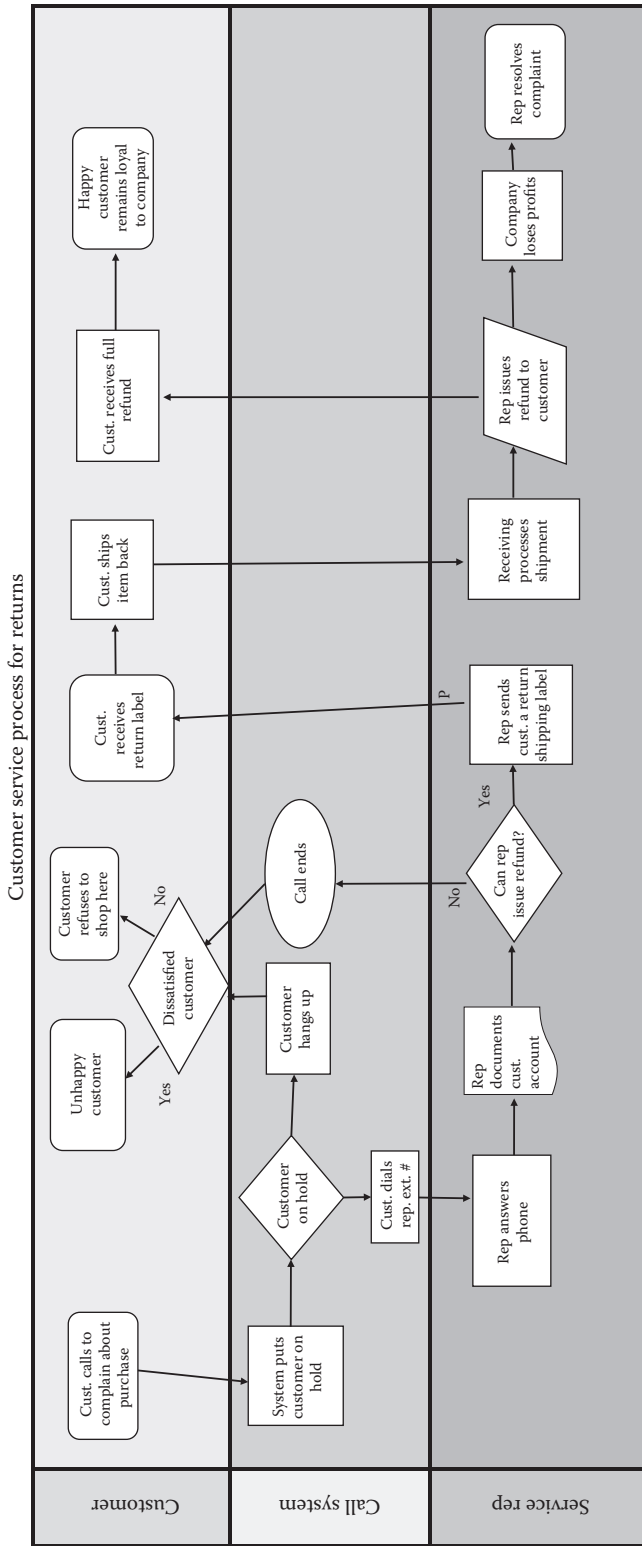 Customer service process for returns
Customer
Cust. calls to
complain about
purchase
Unhappy
customer
Customer
refuses to
shop here
Yes
No
Dissatisfied
customer
Cust.
receives
return label
Cust. ships
item back
Cust. receives full
refund
Happy
customer
remains loyal
to company
Call system
System puts
customer on
hold
Customer
on hold
Cust. dials
rep. ext. #
Customer
hangs up
Call ends
Service rep
Rep answers
phone
Rep
documents
cust.
account
Can rep
issue refund?
No
Yes
Rep sends
cust. a return
shipping label
P
Receiving
processes
shipment
Rep issues
refund to
customer
Company
loses profits
Rep resolves
complaint